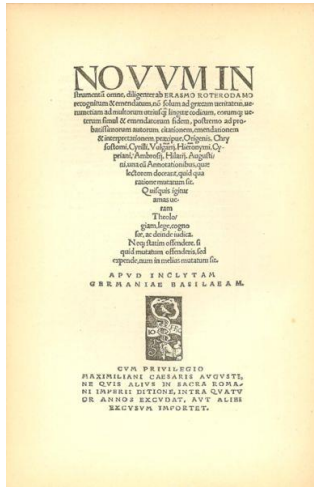 NOVVM IN
strumentũ omne, diligenter ab ERASMO ROTERODAMO
recognitum & emendatum, nõ solum ad græcam ueritatem, ue-
rumetiam ad multorum utriusq; linguæ codicum, eorumq; ue-
terum simul & emendatorum fidem, postremo ad pro-
batissimorum autorum citationem, emendationem
& interpretationem, præcipue, Origenis, Chry
sostomi, Cyrilli, Vulgarij, Hieronymi, Cy-
priani, Ambrosij, Hilarij, Augusti-
ni, una cũ Annotationibus, quæ
lectorem doceant, quid qua
ratione mutatum sit.
Quisquis igitur
amas ue-
ram
Theolo-
giam, lege, cogno
sce, ac deinde iudica.
Neq; statim offendere, si
quid mutatum offenderis, sed
expende, num in melius mutatum sit.
APVD INCLYTAM
GERMANIAE BASILAEAM.
CVM PRIVILEGIO
MAXIMILIANI CAESARIS AVGVSTI,
NE QVIS ALIVS IN SACRA ROMA-
NI IMPERII DITIONE, INTRA QVATV
OR ANNOS EXCVDAT, AVT ALIBI
EXCVSVM IMPORTET.